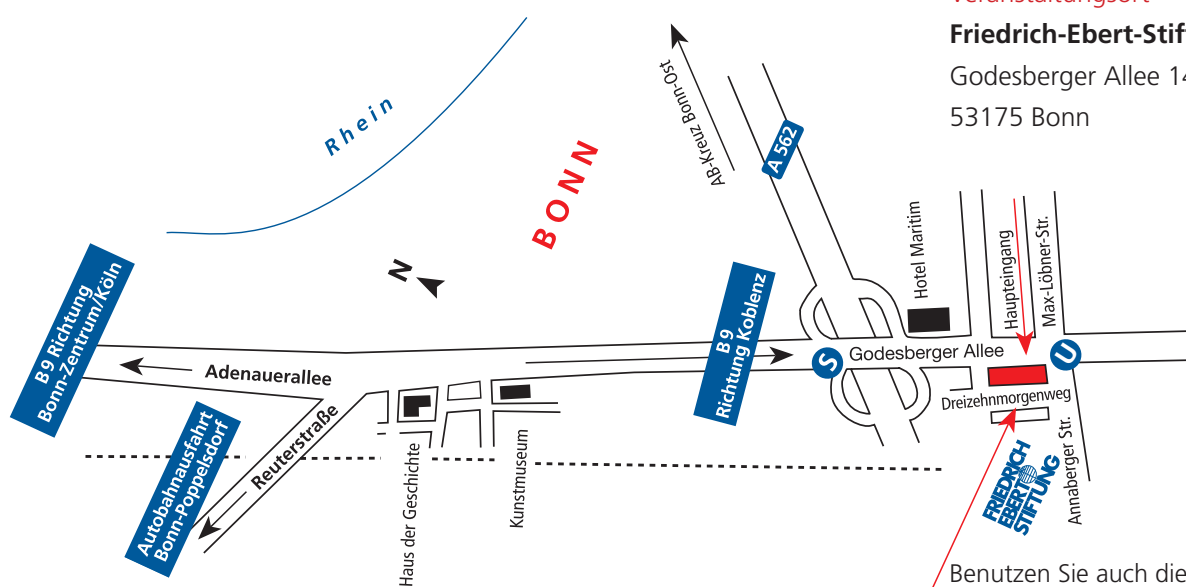 Veranstaltungsort
Friedrich-Ebert-Stif
Godesberger Allee 14
53175 Bonn
Rhein
BONN
AB-Kreuz Bonn-Ost
A 562
N
Hotel Maritim
Haupteingang
Max-Löbner-Str.
B 9 Richtung
Bonn-Zentrum/Köln
B 9
Richtung Koblenz
S
Godesberger Allee
U
Adenauerallee
Dreizehnmorgenweg
Reuterstraße
Autobahnausfahrt
Bonn-Poppelsdorf
Haus der Geschichte
Kunstmuseum
FRIEDRICH
EBERT
STIFTUNG
Annaberger Str.
Benutzen Sie auch die